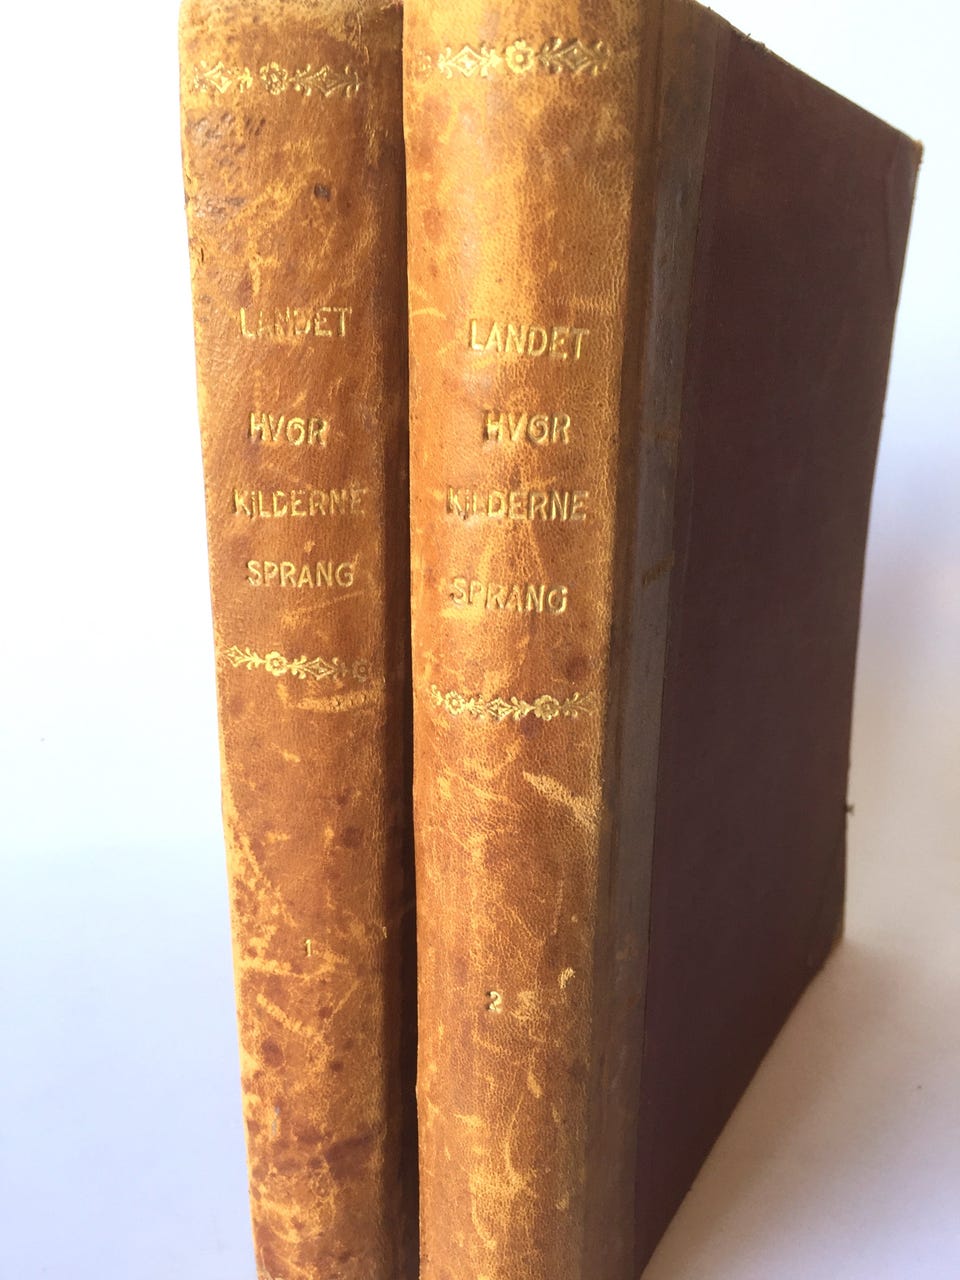 LANDET
HVOR
KILDERNE
SPRANG
1
LANDET
HVOR
KILDERNE
SPRANG
2